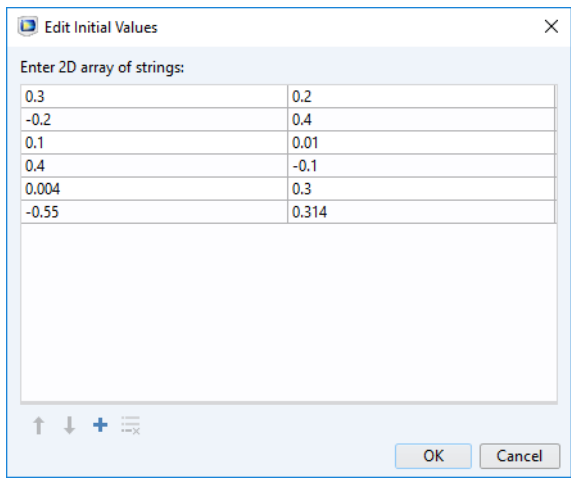 Edit Initial Values
Enter 2D array of strings:
0.3 0.2
-0.2 0.4
0.1 0.01
0.4 -0.1
0.004 0.3
-0.55 0.314
OK Cancel